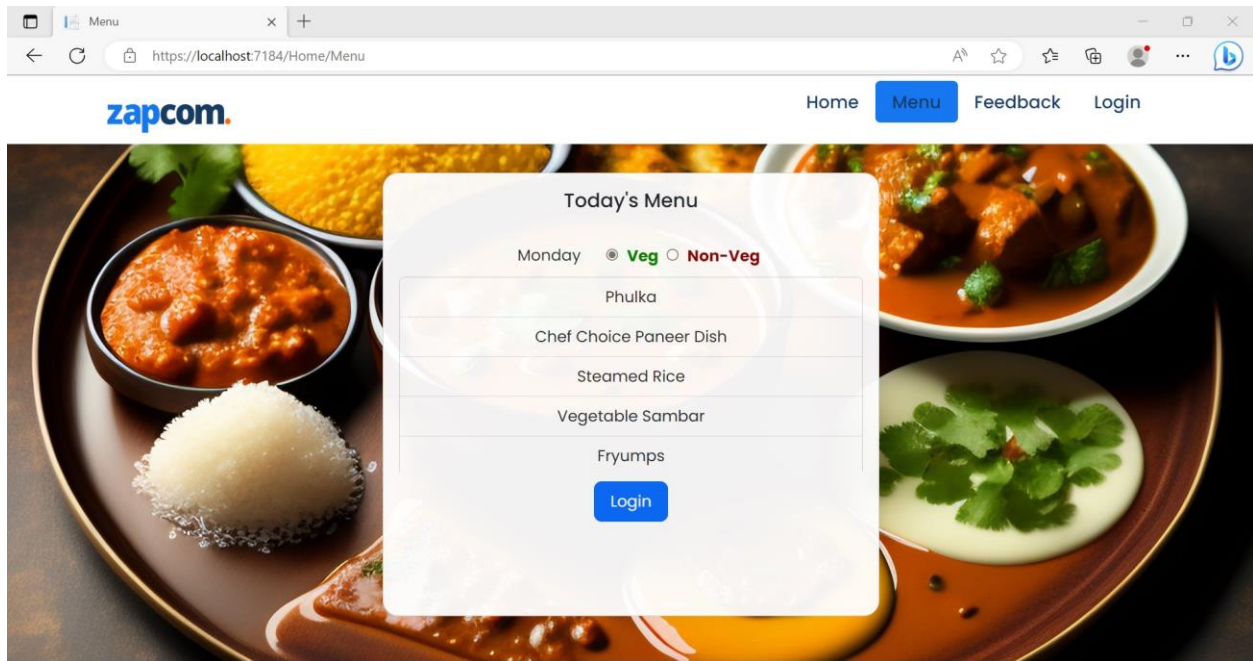 Menu
https://localhost:7184/Home/Menu
zapcom.
Home Menu Feedback Login
Today's Menu
Monday Veg Non-Veg
Phulka
Chef Choice Paneer Dish
Steamed Rice
Vegetable Sambar
Fryumps
Login